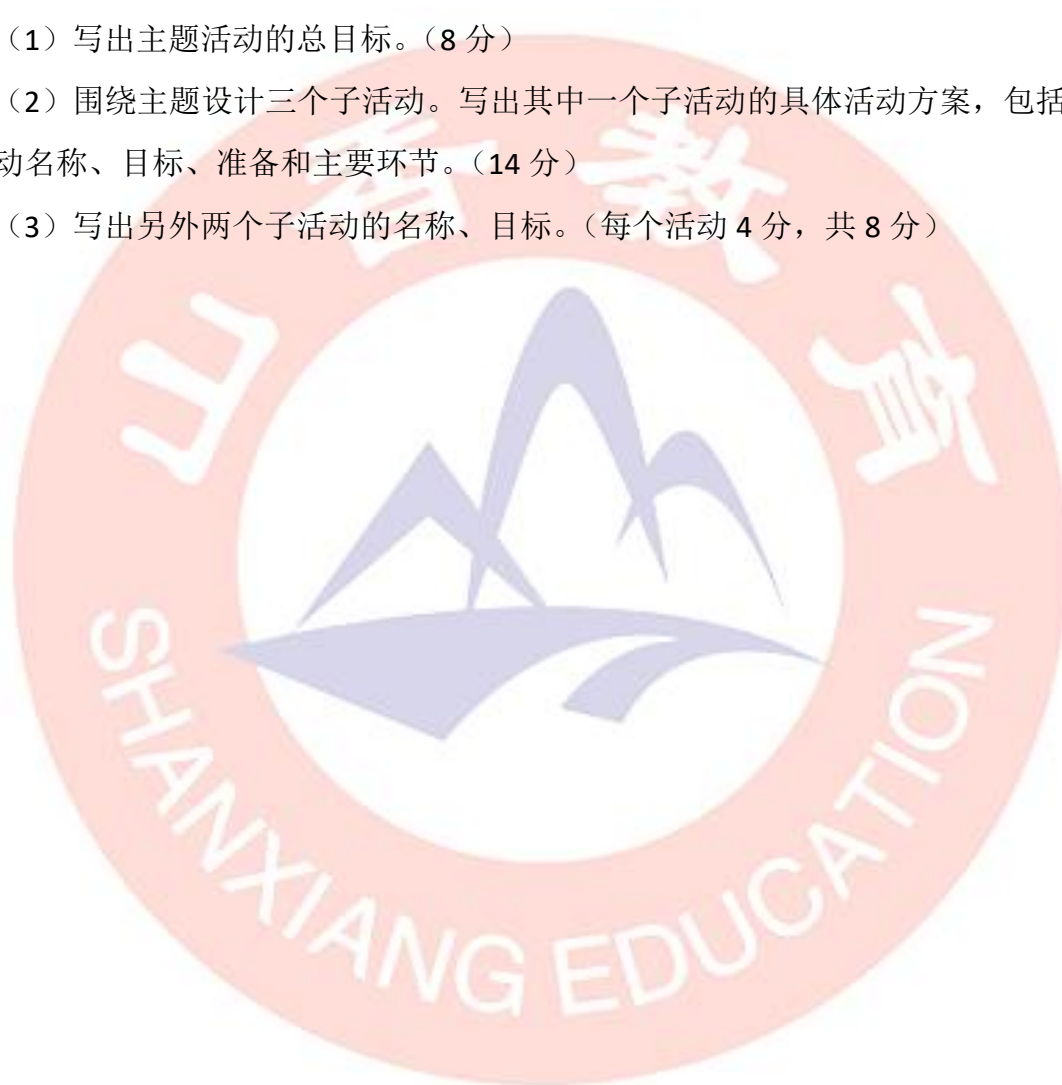 （1）写出主题活动的总目标。（8 分）
（2）围绕主题设计三个子活动。写出其中一个子活动的具体活动方案，包括
动名称、目标、准备和主要环节。（14 分）
（3）写出另外两个子活动的名称、目标。（每个活动 4 分，共 8 分）
山香教育
SHANXIANG EDUCATION